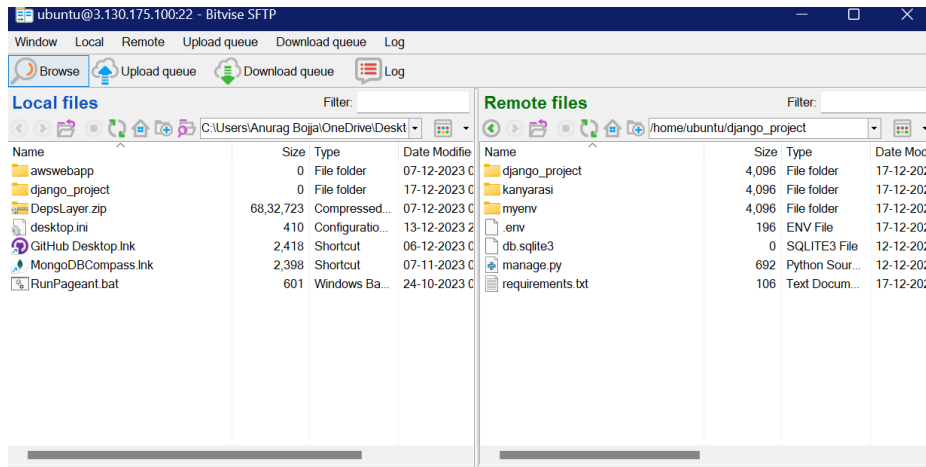 ubuntu@3.130.175.100:22 - Bitvise SFTP
Window Local Remote Upload queue Download queue Log
Browse Upload queue Download queue Log
Local files Filter:
C:\Users\Anurag Bojja\OneDrive\Deskt
Name Size Type Date Modifie
awswebapp 0 File folder 07-12-2023 0
django_project 0 File folder 17-12-2023 0
DepsLayer.zip 68,32,723 Compressed... 07-12-2023 0
desktop.ini 410 Configuratio... 13-12-2023 2
GitHub Desktop.lnk 2,418 Shortcut 06-12-2023 0
MongoDBCompass.lnk 2,398 Shortcut 07-11-2023 0
RunPageant.bat 601 Windows Ba... 24-10-2023 0
Remote files Filter:
/home/ubuntu/django_project
Name Size Type Date Mod
django_project 4,096 File folder 17-12-202
kanyarasi 4,096 File folder 17-12-202
myenv 4,096 File folder 17-12-202
.env 196 ENV File 17-12-202
db.sqlite3 0 SQLITE3 File 12-12-202
manage.py 692 Python Sour... 12-12-202
requirements.txt 106 Text Docum... 17-12-202